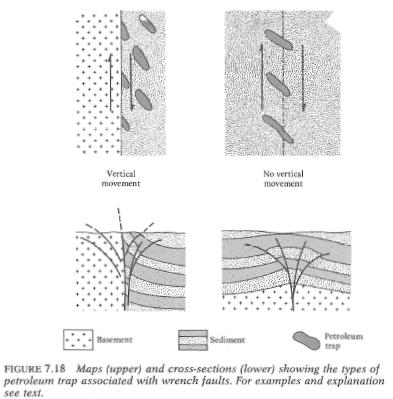 Vertical
movement
No vertical
movement
Basement
Sediment
Petroleum
trap
FIGURE 7.18 Maps (upper) and cross-sections (lower) showing the types of
petroleum trap associated with wrench faults. For examples and explanation
see text.